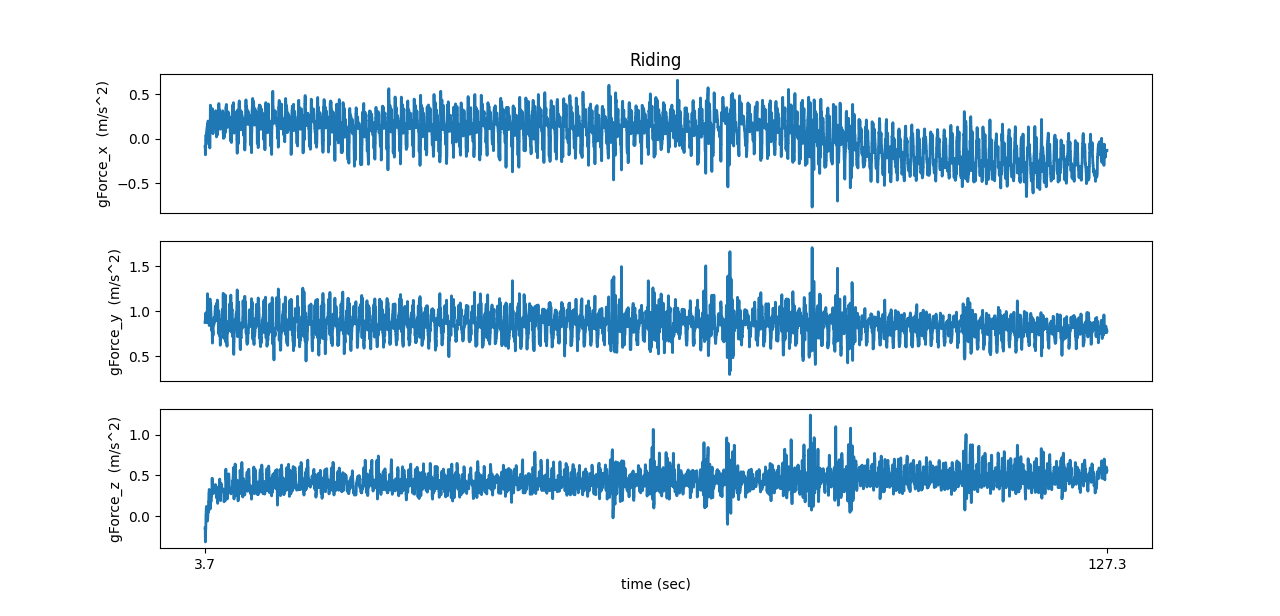 Riding
gForce_x (m/s^2)
0.5
0.0
−0.5
gForce_y (m/s^2)
1.5
1.0
0.5
gForce_z (m/s^2)
1.0
0.5
0.0
3.7
127.3
time (sec)